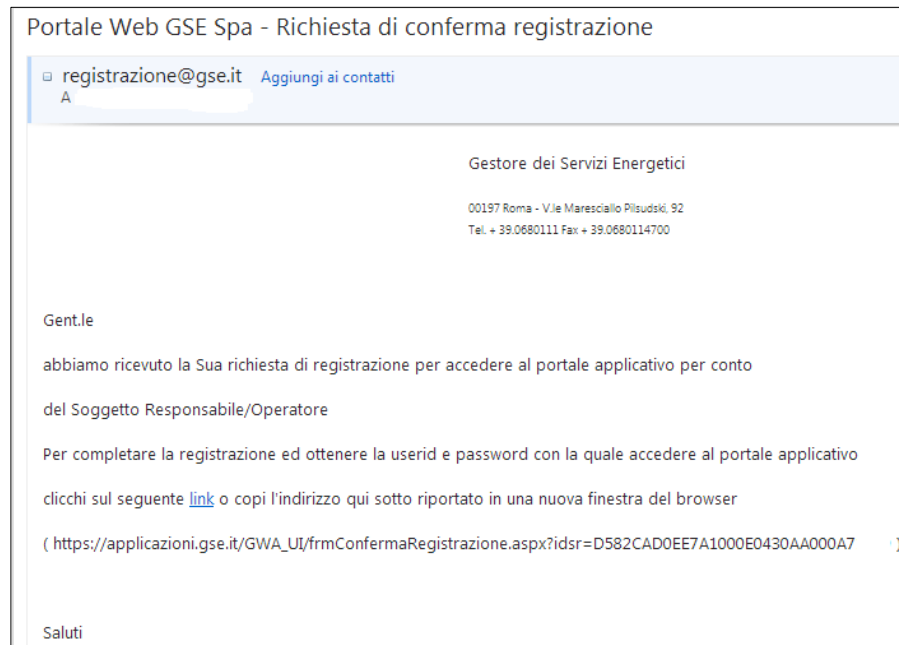 Portale Web GSE Spa - Richiesta di conferma registrazione
registrazione@gse.it Aggiungi ai contatti
A
Gestore dei Servizi Energetici
00197 Roma - V.le Maresciallo Pilsudski, 92
Tel. + 39.0680111 Fax + 39.0680114700
Gent.le
abbiamo ricevuto la Sua richiesta di registrazione per accedere al portale applicativo per conto
del Soggetto Responsabile/Operatore
Per completare la registrazione ed ottenere la userid e password con la quale accedere al portale applicativo
clicchi sul seguente link o copi l'indirizzo qui sotto riportato in una nuova finestra del browser
( https://applicazioni.gse.it/GWA_UI/frmConfermaRegistrazione.aspx?idsr=D582CAD0EE7A1000E0430AA000A7 )
Saluti